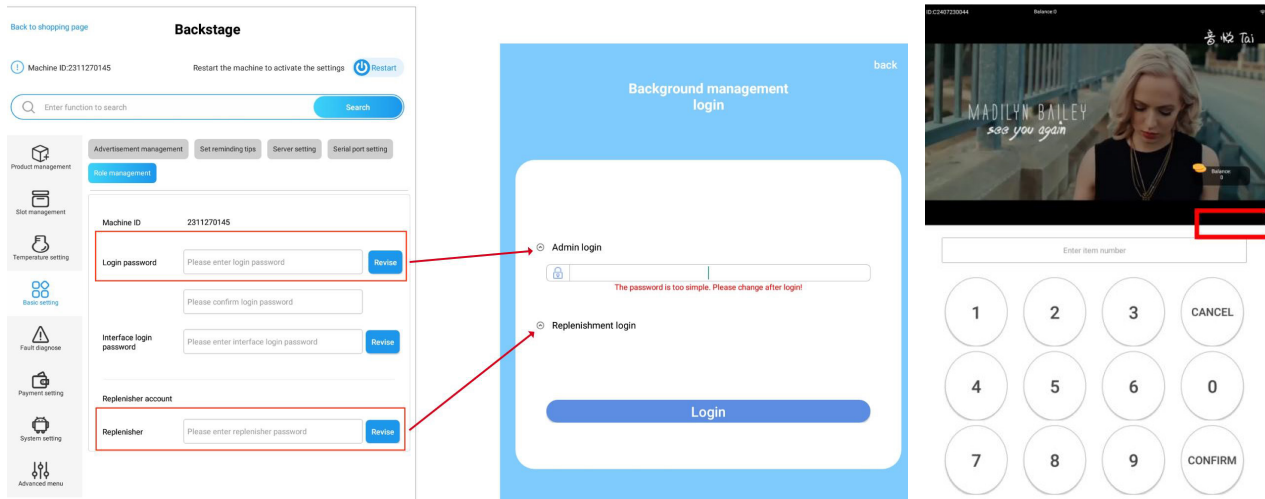 Back to shopping page
Backstage
Machine ID:2311270145
Restart the machine to activate the settings
Restart
Enter function to search
Search
Product management
Slot management
Temperature setting
Basic setting
Fault diagnose
Payment setting
System setting
Advanced menu
Advertisement management
Set reminding tips
Server setting
Serial port setting
Role management
Machine ID
2311270145
Login password
Please enter login password
Revise
Please confirm login password
Interface login
password
Please enter interface login password
Revise
Replenisher account
Replenisher
Please enter replenisher password
Revise
back
Background management
login
Admin login
The password is too simple. Please change after login!
Replenishment login
Login
ID:C2407230044
Balance:0
音悦Tai
MADILYN BAILEY
see you again
Balance:
0
Enter item number
1
2
3
CANCEL
4
5
6
0
7
8
9
CONFIRM